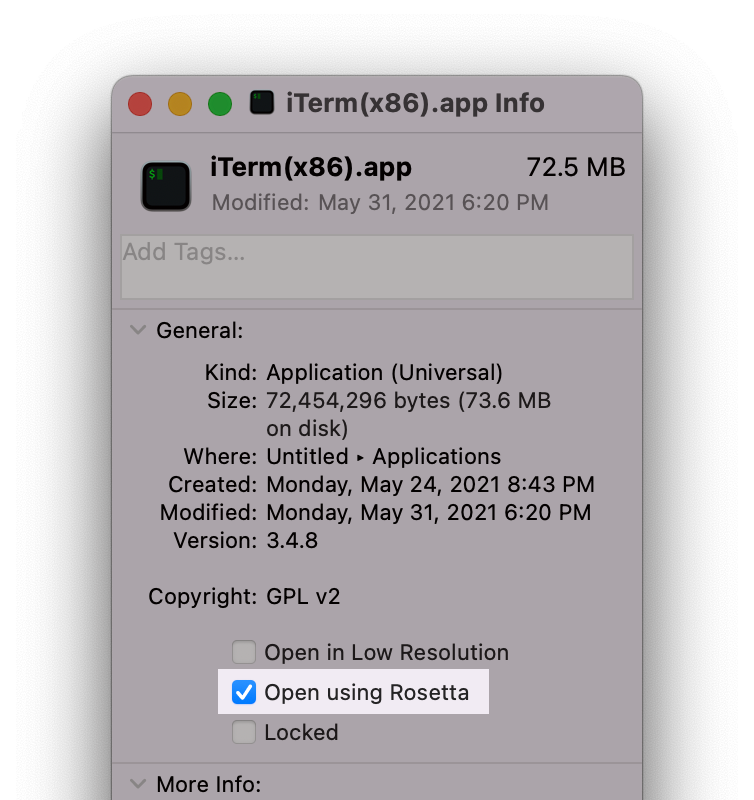 iTerm(x86).app Info
iTerm(x86).app 72.5 MB
Modified: May 31, 2021 6:20 PM
Add Tags...
General:
Kind: Application (Universal)
Size: 72,454,296 bytes (73.6 MB
on disk)
Where: Untitled ▸ Applications
Created: Monday, May 24, 2021 8:43 PM
Modified: Monday, May 31, 2021 6:20 PM
Version: 3.4.8
Copyright: GPL v2
Open in Low Resolution
Open using Rosetta
Locked
More Info: